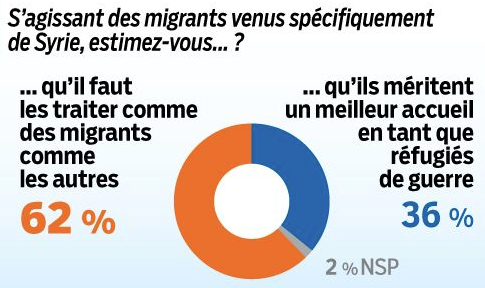 S'agissant des migrants venus spécifiquement
de Syrie, estimez-vous... ?
... qu'il faut
les traiter comme
des migrants
comme
les autres
62 %
... qu'ils méritent
un meilleur accueil
en tant que
réfugiés
de guerre
36 %
2 % NSP